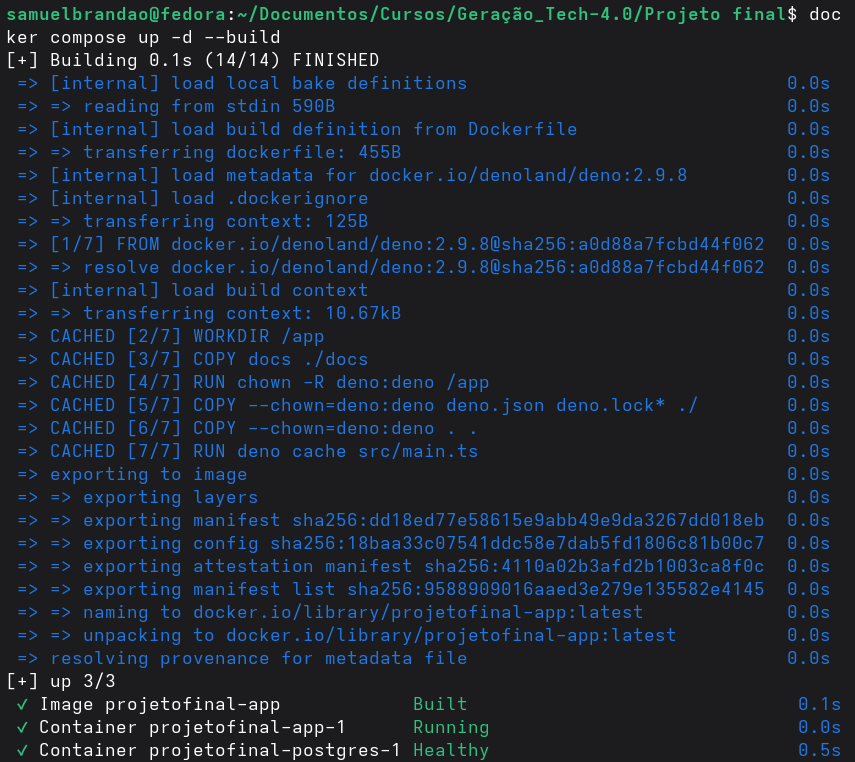 samuelbrandao@fedora:~/Documentos/Cursos/Geração_Tech-4.0/Projeto final$ doc
ker compose up -d --build
[+] Building 0.1s (14/14) FINISHED
=> [internal] load local bake definitions 0.0s
=> => reading from stdin 590B 0.0s
=> [internal] load build definition from Dockerfile 0.0s
=> => transferring dockerfile: 455B 0.0s
=> [internal] load metadata for docker.io/denoland/deno:2.9.8 0.0s
=> [internal] load .dockerignore 0.0s
=> => transferring context: 125B 0.0s
=> [1/7] FROM docker.io/denoland/deno:2.9.8@sha256:a0d88a7fcbd44f062 0.0s
=> => resolve docker.io/denoland/deno:2.9.8@sha256:a0d88a7fcbd44f062 0.0s
=> [internal] load build context 0.0s
=> => transferring context: 10.67kB 0.0s
=> CACHED [2/7] WORKDIR /app 0.0s
=> CACHED [3/7] COPY docs ./docs 0.0s
=> CACHED [4/7] RUN chown -R deno:deno /app 0.0s
=> CACHED [5/7] COPY --chown=deno:deno deno.json deno.lock* ./ 0.0s
=> CACHED [6/7] COPY --chown=deno:deno . . 0.0s
=> CACHED [7/7] RUN deno cache src/main.ts 0.0s
=> exporting to image 0.0s
=> => exporting layers 0.0s
=> => exporting manifest sha256:dd18ed77e58615e9abb49e9da3267dd018eb 0.0s
=> => exporting config sha256:18baa33c07541ddc58e7dab5fd1806c81b00c7 0.0s
=> => exporting attestation manifest sha256:4110a02b3afd2b1003ca8f0c 0.0s
=> => exporting manifest list sha256:9588909016aaed3e279e135582e4145 0.0s
=> => naming to docker.io/library/projetofinal-app:latest 0.0s
=> => unpacking to docker.io/library/projetofinal-app:latest 0.0s
=> resolving provenance for metadata file 0.0s
[+] up 3/3
✓ Image projetofinal-app Built 0.1s
✓ Container projetofinal-app-1 Running 0.0s
✓ Container projetofinal-postgres-1 Healthy 0.5s